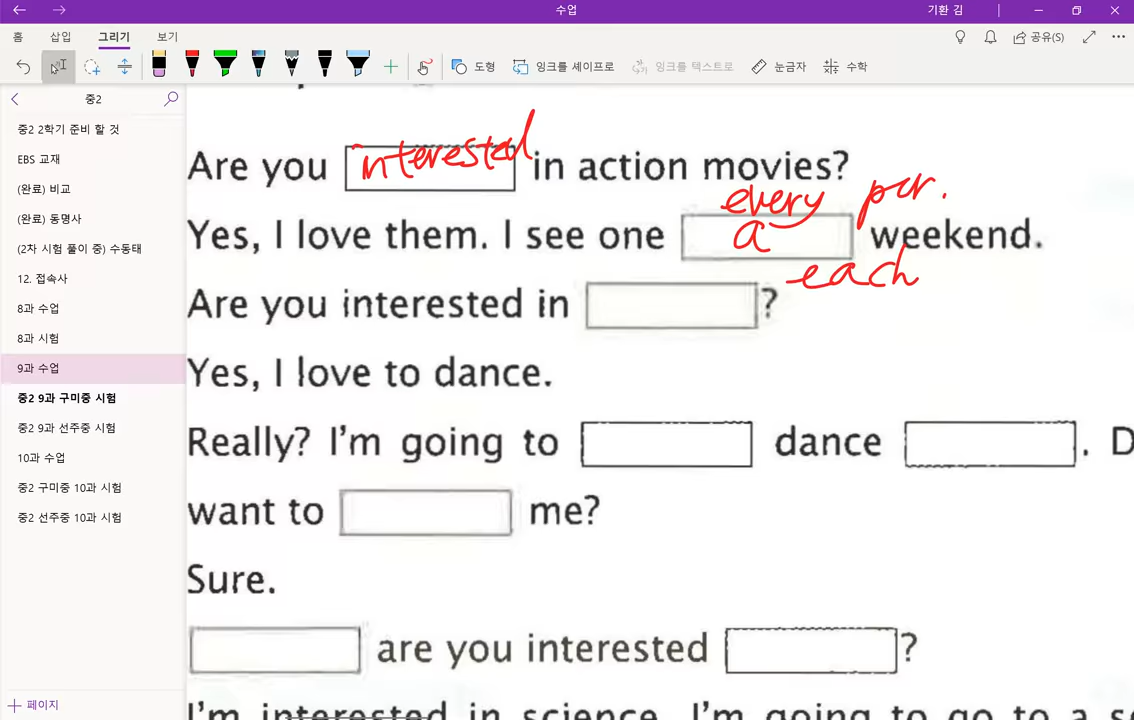 수업
기환 김
홈 삽입 그리기 보기
공유(S)
도형 잉크를 셰이프로 잉크를 텍스트로 눈금자 수학
중2
중2 2학기 준비 할 것
EBS 교재
(완료) 비교
(완료) 동명사
(2차 시험 풀이 중) 수동태
12. 접속사
8과 수업
8과 시험
9과 수업
중2 9과 구미중 시험
중2 9과 선주중 시험
10과 수업
중2 구미중 10과 시험
중2 선주중 10과 시험
페이지
Are you interested in action movies?
every per.
Yes, I love them. I see one a weekend.
each
Are you interested in ?
Yes, I love to dance.
Really? I'm going to dance . D
want to me?
Sure.
are you interested ?
I'm interested in science. I'm going to go to a s